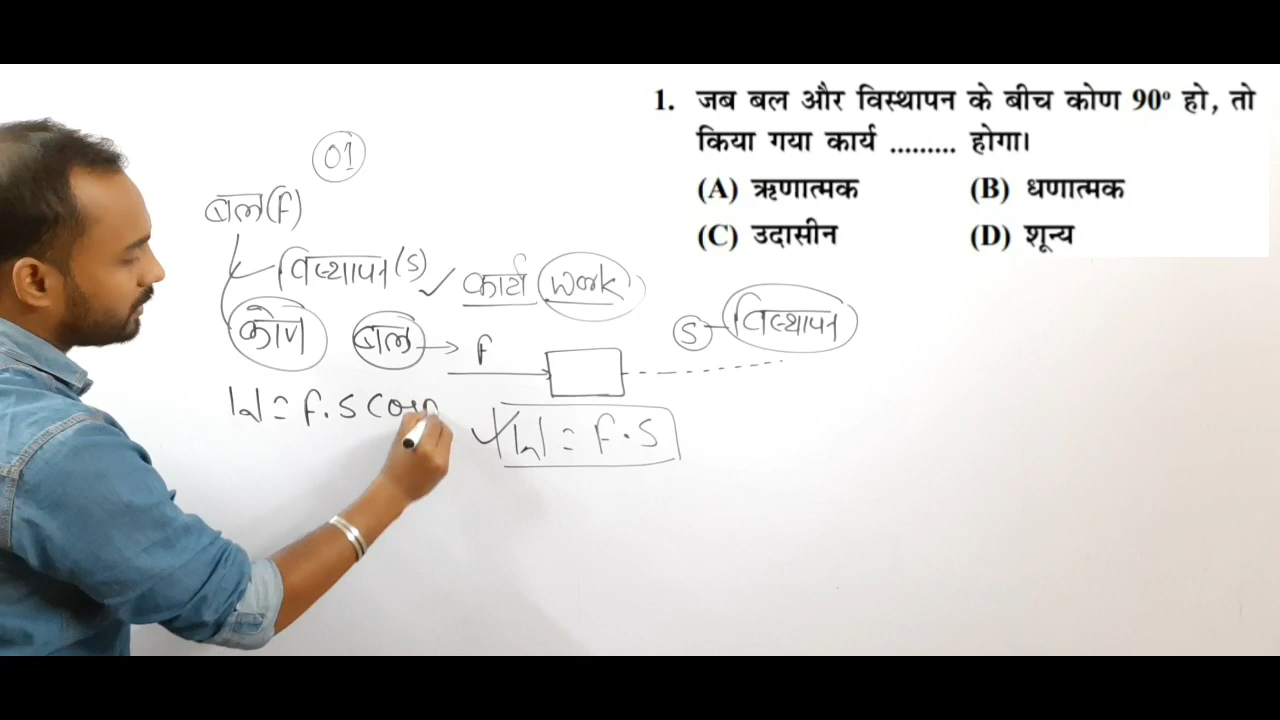 1. जब बल और विस्थापन के बीच कोण 90° हो, तो
किया गया कार्य ......... होगा।
(A) ऋणात्मक (B) धणात्मक
(C) उदासीन (D) शून्य
01
बल (F)
विस्थापन (S) ✓ कार्य work
कोण बल → F S - विस्थापन
W = F.S Cos
✓ W = F.S